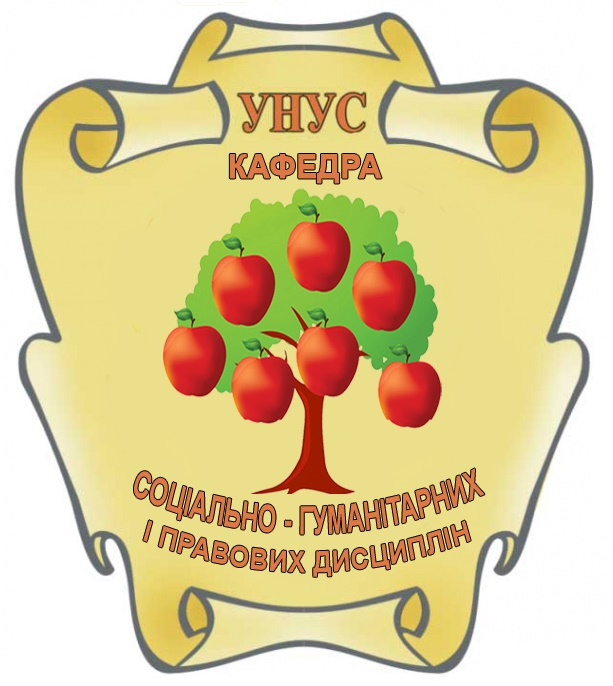 УНУС
КАФЕДРА
СОЦІАЛЬНО - ГУМАНІТАРНИХ
І ПРАВОВИХ ДИСЦИПЛІН